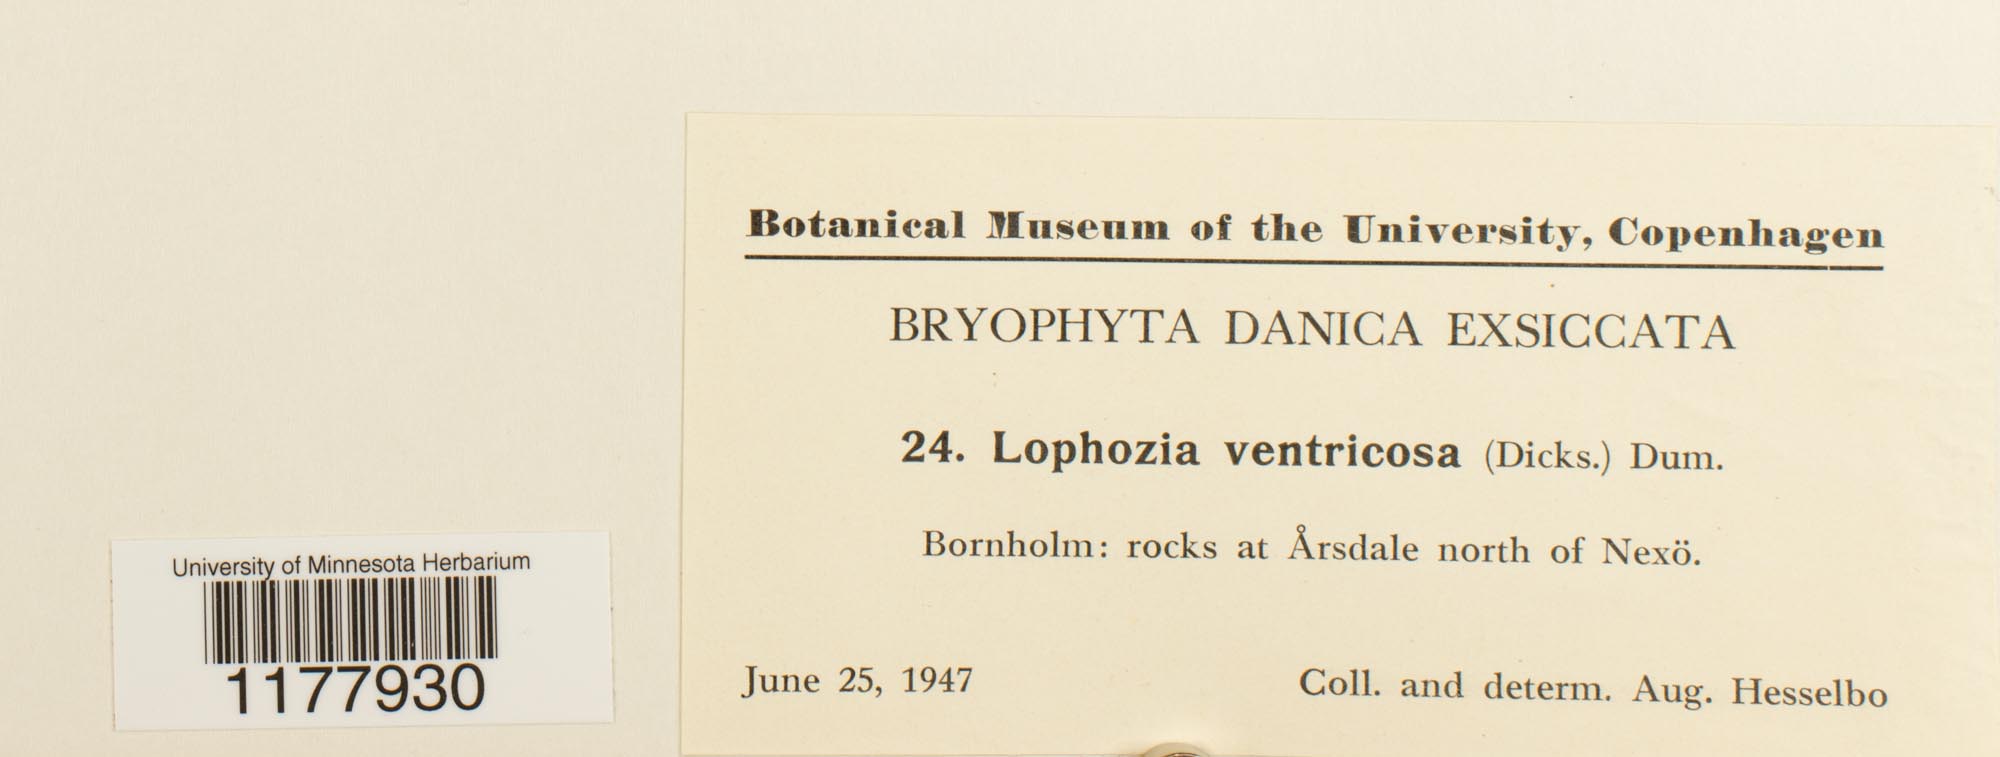 Botanical Museum of the University, Copenhagen
BRYOPHYTA DANICA EXSICCATA
24. Lophozia ventricosa (Dicks.) Dum.
Bornholm: rocks at Årsdale north of Nexö.
June 25, 1947 Coll. and determ. Aug. Hesselbo
University of Minnesota Herbarium
1177930